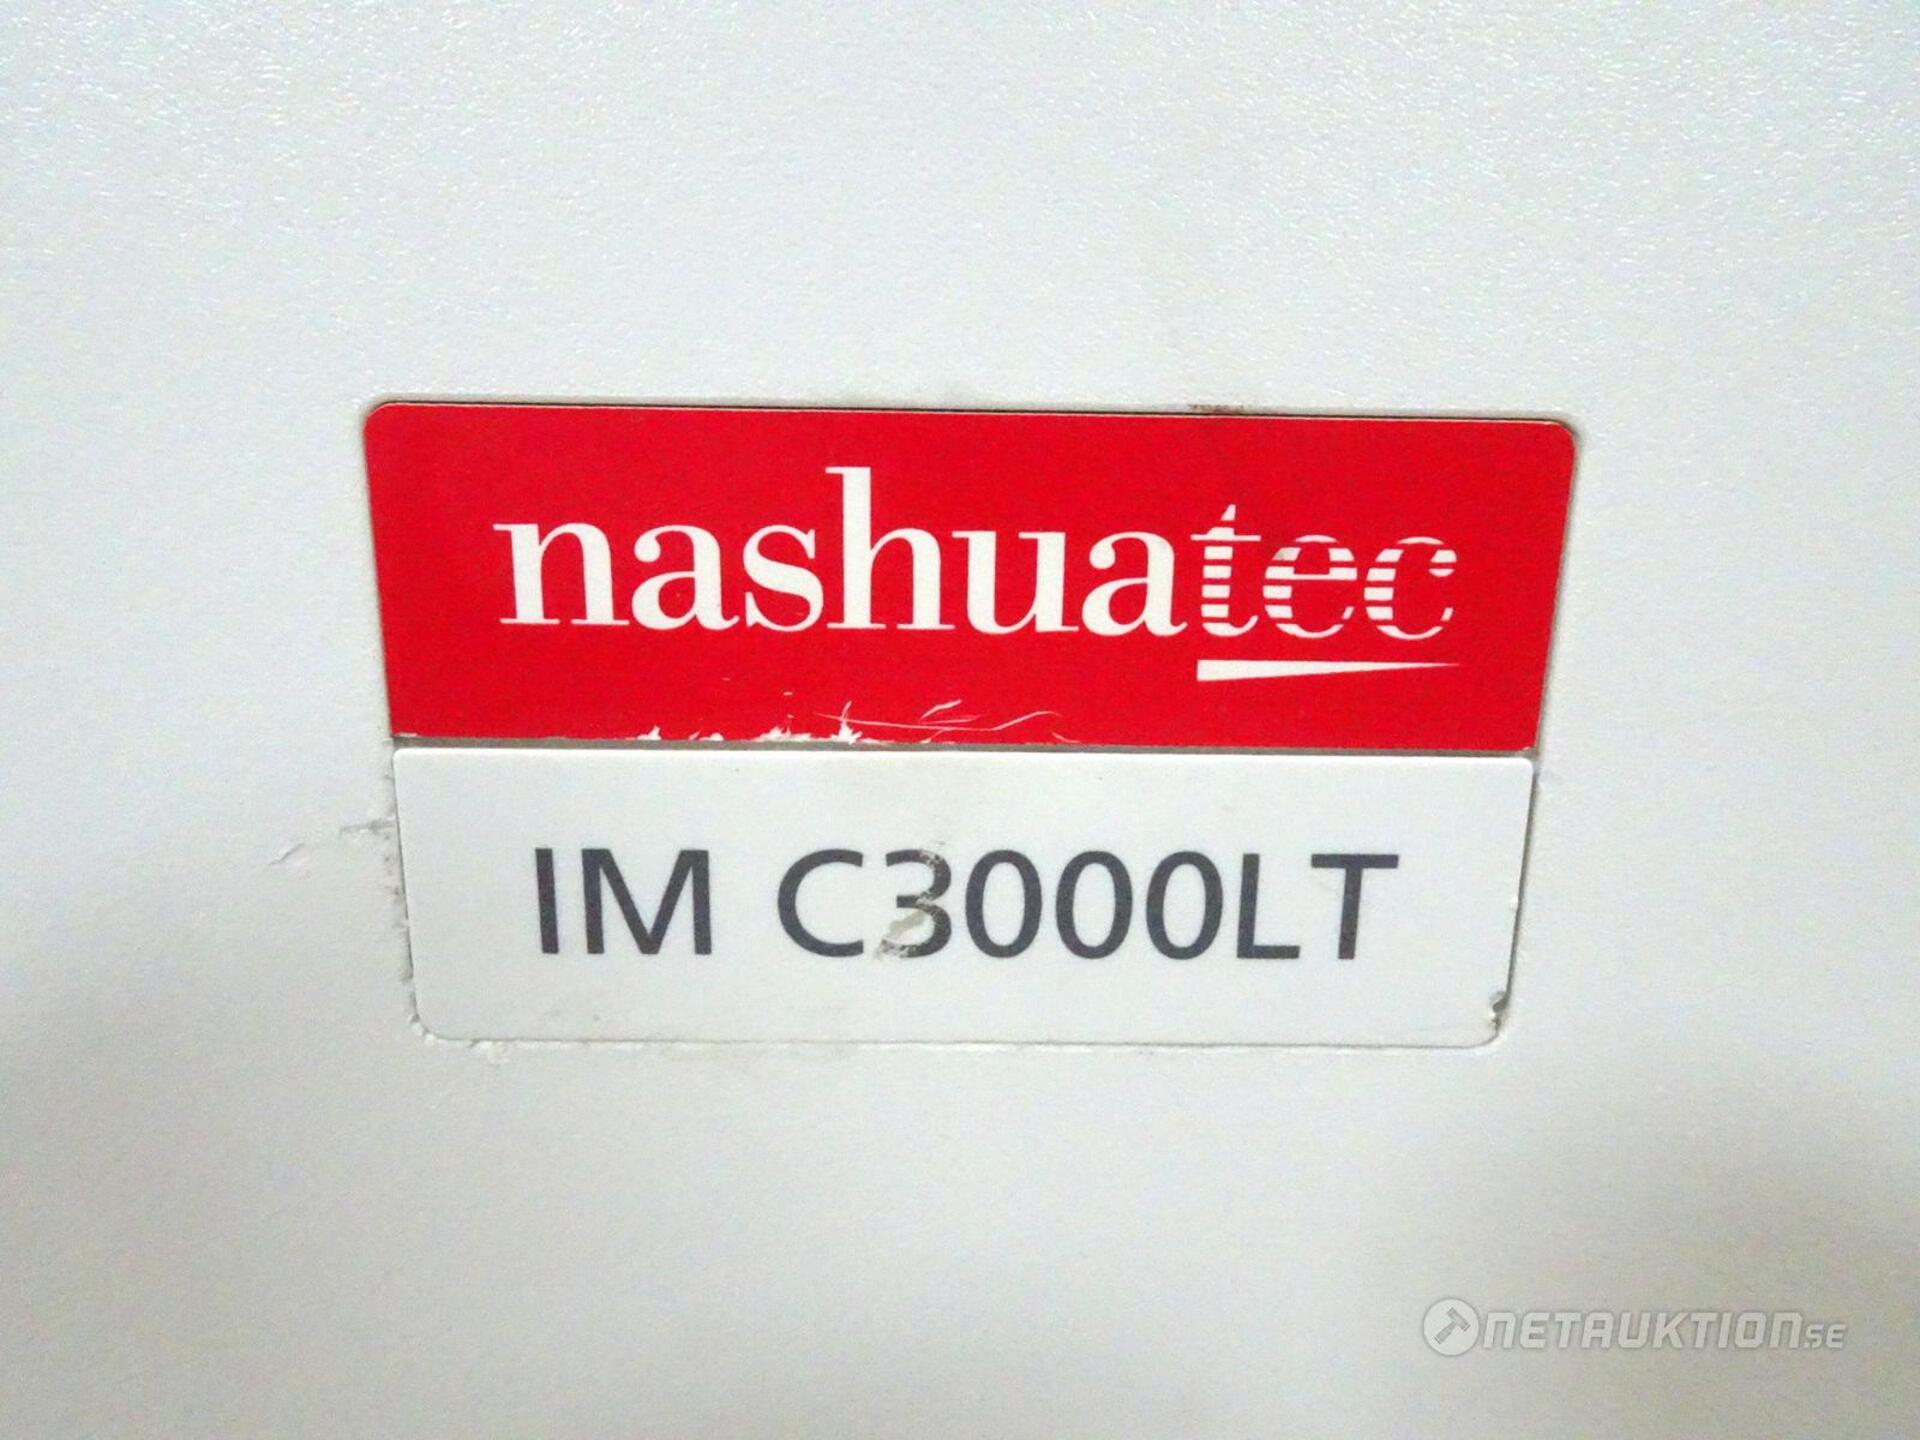 nashuatec
IM C3000LT
NETAUKTION.SE